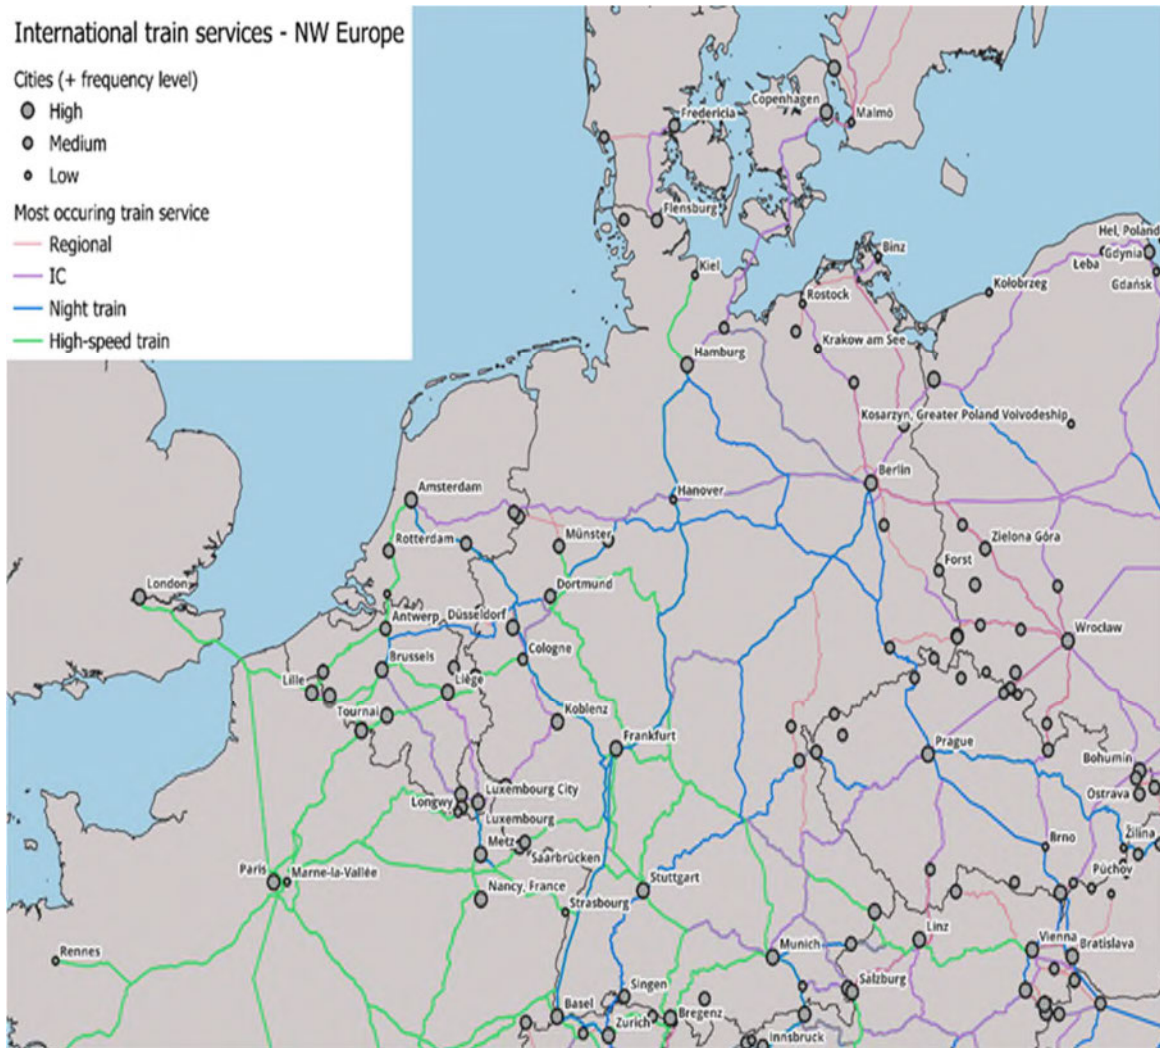 International train services - NW Europe
Cities (+ frequency level)
High
Medium
Low
Most occuring train service
Regional
IC
Night train
High-speed train
Copenhagen
Fredericia
Malmö
Flensburg
Hel, Poland
Binz
Gdynia
Łeba
Kiel
Gdańsk
Kołobrzeg
Rostock
Krakow am See
Hamburg
Kosarzyn, Greater Poland Voivodeship
Berlin
Amsterdam
Hanover
Rotterdam
Münster
Zielona Góra
Forst
London
Dortmund
Antwerp
Düsseldorf
Wrocław
Cologne
Brussels
Lille
Liège
Tournai
Koblenz
Frankfurt
Prague
Bohumín
Luxembourg City
Ostrava
Longwy
Luxembourg
Metz
Brno
Žilina
Saarbrücken
Paris
Marne-la-Vallée
Púchov
Stuttgart
Nancy, France
Strasbourg
Linz
Munich
Vienna
Bratislava
Rennes
Salzburg
Singen
Basel
Zurich
Bregenz
Innsbruck